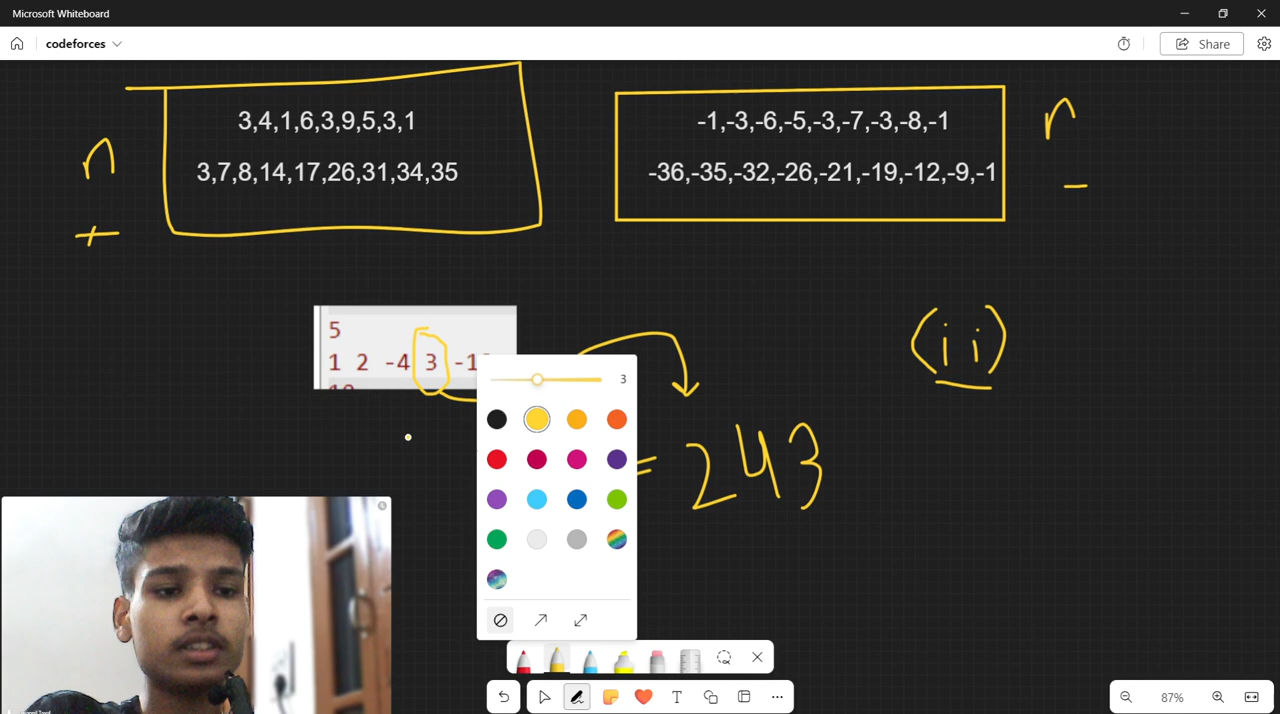 Microsoft Whiteboard
codeforces
Share
3,4,1,6,3,9,5,3,1
3,7,8,14,17,26,31,34,35
n
+
-1,-3,-6,-5,-3,-7,-3,-8,-1
-36,-35,-32,-26,-21,-19,-12,-9,-1
n
-
5
1 2 -4 3 -1
(ii)
3
= 243
87%